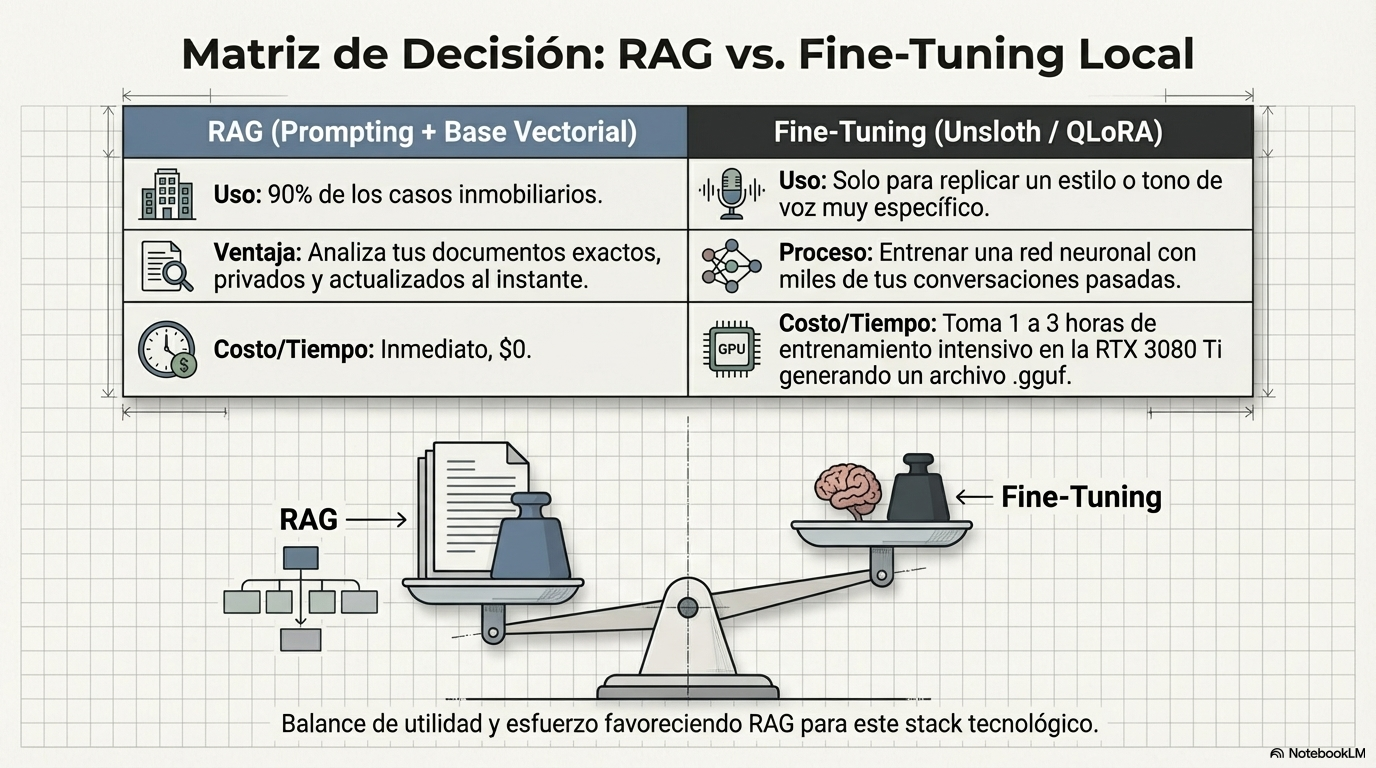 Matriz de Decisión: RAG vs. Fine-Tuning Local
RAG (Prompting + Base Vectorial)
Fine-Tuning (Unsloth / QLoRA)
Uso: 90% de los casos inmobiliarios.
Uso: Solo para replicar un estilo o tono de
voz muy específico.
Ventaja: Analiza tus documentos exactos,
privados y actualizados al instante.
Proceso: Entrenar una red neuronal con
miles de tus conversaciones pasadas.
$
Costo/Tiempo: Inmediato, $0.
GPU
Costo/Tiempo: Toma 1 a 3 horas de
entrenamiento intensivo en la RTX 3080 Ti
generando un archivo .gguf.
RAG
Fine-Tuning
Balance de utilidad y esfuerzo favoreciendo RAG para este stack tecnológico.
NotebookLM